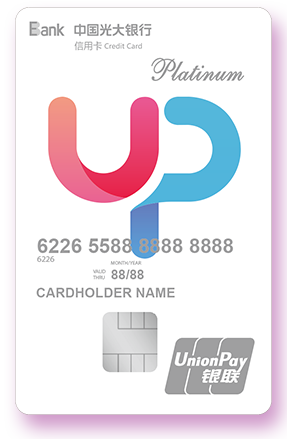 Bank 中国光大银行
信用卡 Credit Card
Platinum
UP
6226 5588 8888 8888
6226
MONTH/YEAR
VALID THRU 88/88
CARDHOLDER NAME
UnionPay
银联